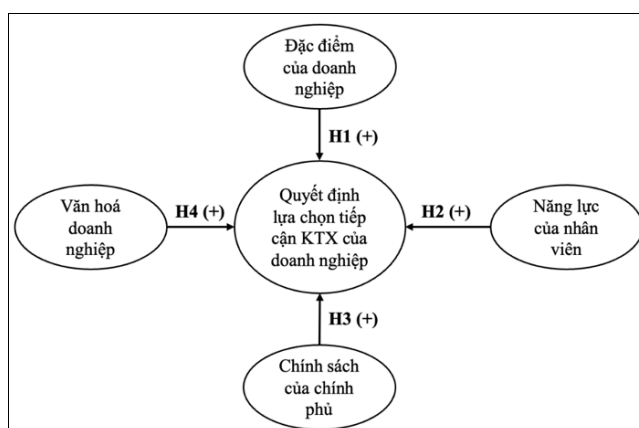 Đặc điểm
của doanh
nghiệp
H1 (+)
Văn hoá
doanh
nghiệp
H4 (+)
Quyết định
lựa chọn tiếp
cận KTX của
doanh nghiệp
H2 (+)
Năng lực
của nhân
viên
H3 (+)
Chính sách
của chính
phủ